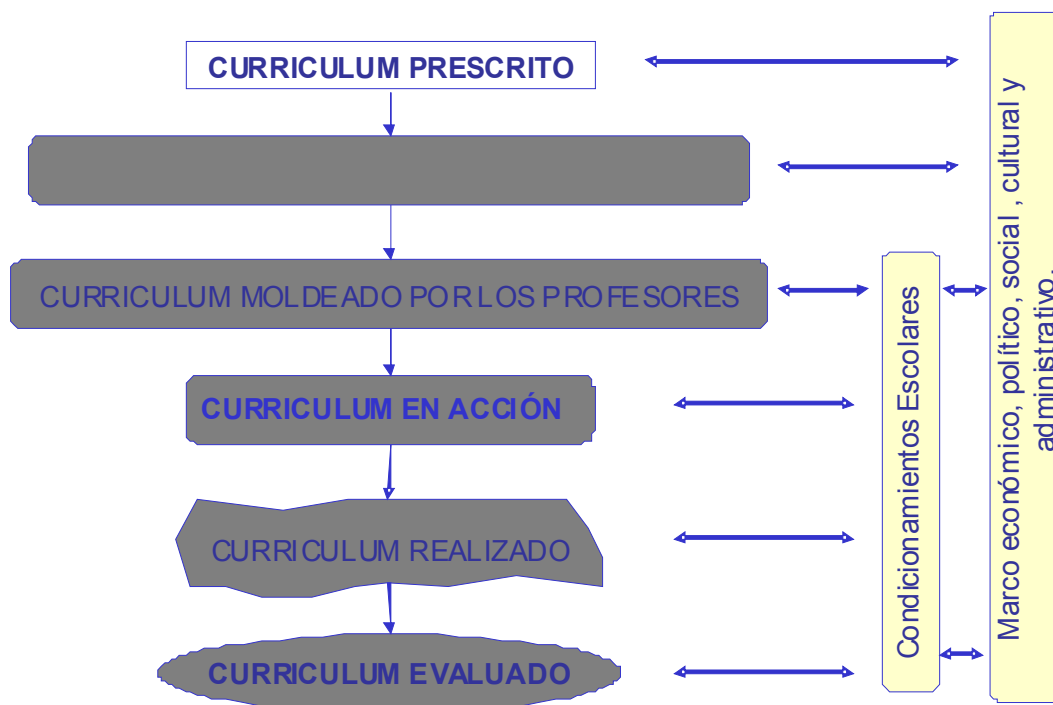 CURRICULUM PRESCRITO
CURRICULUM MOLDEADO POR LOS PROFESORES
CURRICULUM EN ACCIÓN
CURRICULUM REALIZADO
CURRICULUM EVALUADO
Condicionamientos Escolares
Marco económico, político, social , cultural y
administrativo.